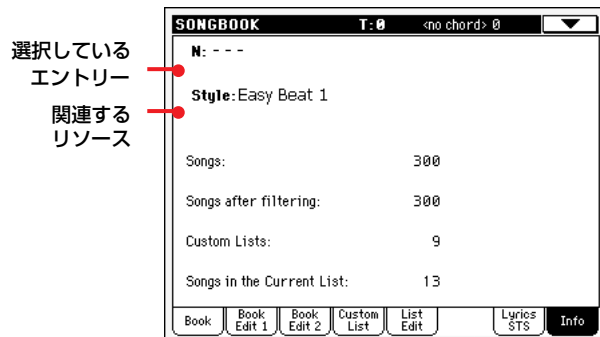 SONGBOOK T:0 <no chord> 0
選択している
エントリー
N: - - -
Style:Easy Beat 1
関連する
リソース
Songs: 300
Songs after filtering: 300
Custom Lists: 9
Songs in the Current List: 13
Book Book Edit 1 Book Edit 2 Custom List List Edit Lyrics STS Info